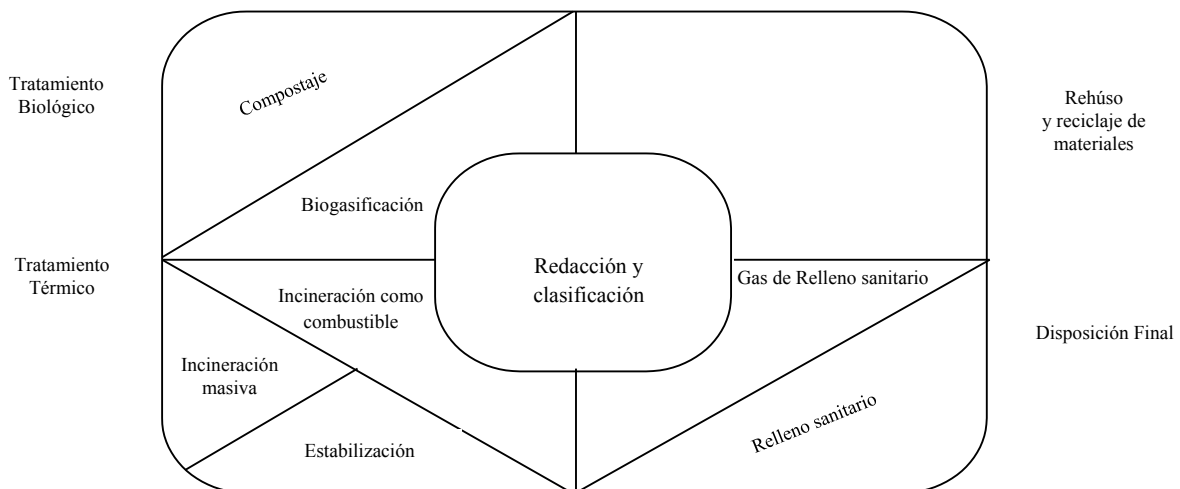 Tratamiento
Biológico
Compostaje
Rehúso
y reciclaje de
materiales
Biogasificación
Tratamiento
Térmico
Redacción y
clasificación
Gas de Relleno sanitario
Incineración como
combustible
Disposición Final
Incineración
masiva
Relleno sanitario
Estabilización